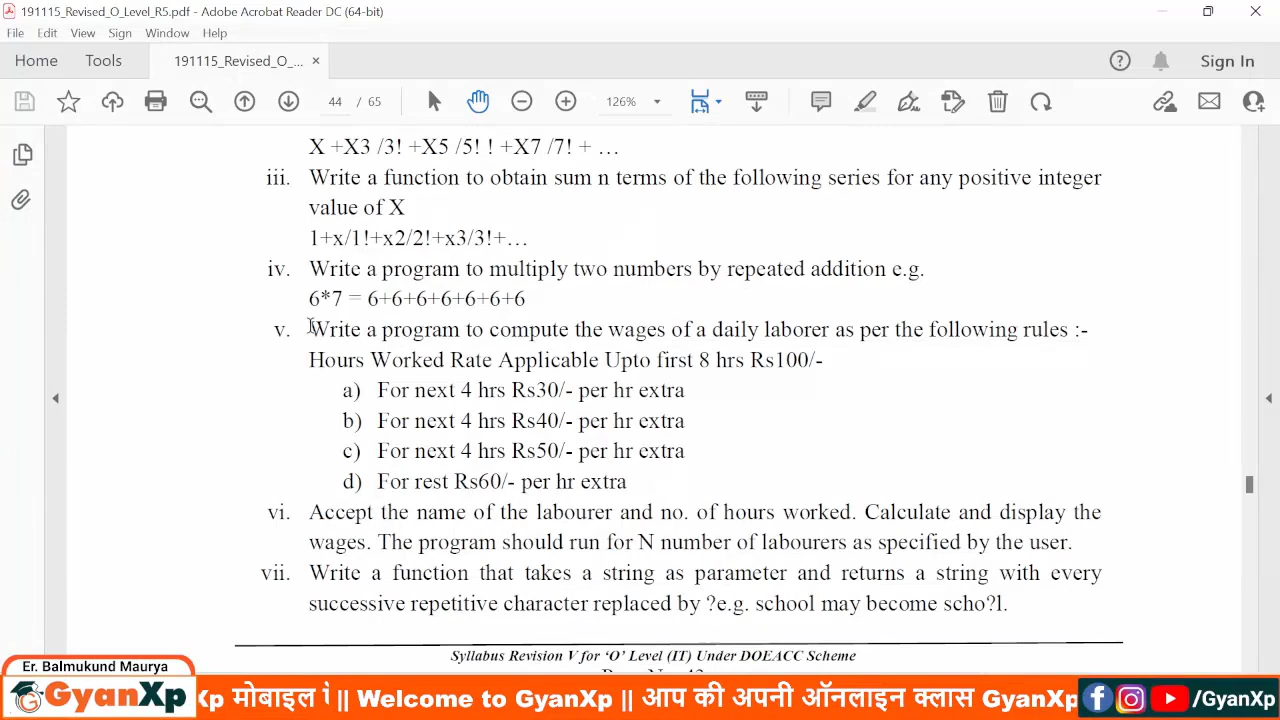 191115_Revised_O_Level_R5.pdf - Adobe Acrobat Reader DC (64-bit)
File Edit View Sign Window Help
Home Tools 191115_Revised_O_... × Sign In
44 / 65 126%
X +X3 /3! +X5 /5! ! +X7 /7! + ...
iii. Write a function to obtain sum n terms of the following series for any positive integer
value of X
1+x/1!+x2/2!+x3/3!+...
iv. Write a program to multiply two numbers by repeated addition e.g.
6*7 = 6+6+6+6+6+6+6
v. Write a program to compute the wages of a daily laborer as per the following rules :-
Hours Worked Rate Applicable Upto first 8 hrs Rs100/-
a) For next 4 hrs Rs30/- per hr extra
b) For next 4 hrs Rs40/- per hr extra
c) For next 4 hrs Rs50/- per hr extra
d) For rest Rs60/- per hr extra
vi. Accept the name of the labourer and no. of hours worked. Calculate and display the
wages. The program should run for N number of labourers as specified by the user.
vii. Write a function that takes a string as parameter and returns a string with every
successive repetitive character replaced by ?e.g. school may become scho?l.
Syllabus Revision V for ‘O’ Level (IT) Under DOEACC Scheme
Er. Balmukund Maurya
GyanXp
Xp मोबाइल ऐ || Welcome to GyanXp || आप की अपनी ऑनलाइन क्लास GyanXp
/GyanXp